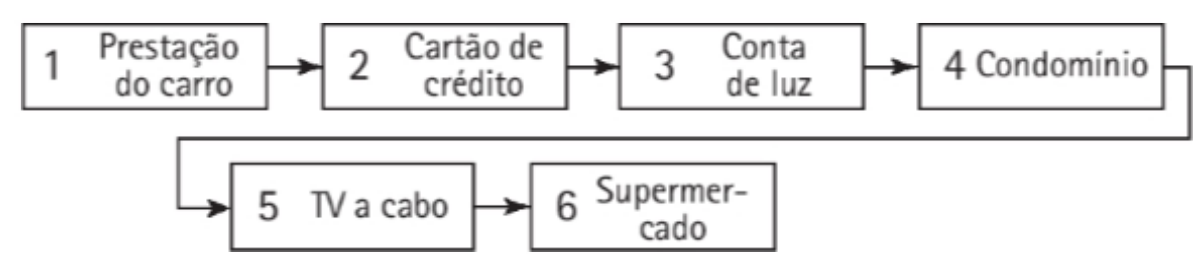 1 Prestação
do carro
2 Cartão de
crédito
3 Conta
de luz
4 Condomínio
5 TV a cabo
6 Supermer-
cado